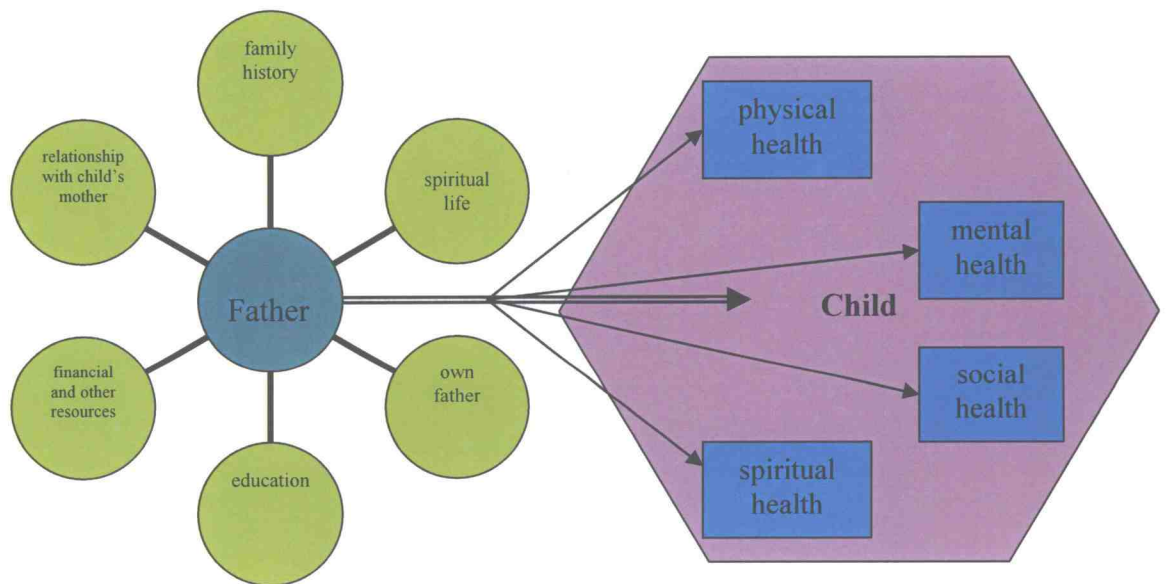 family
history
relationship
with child's
mother
spiritual
life
Father
financial
and other
resources
own
father
education
physical
health
mental
health
Child
social
health
spiritual
health